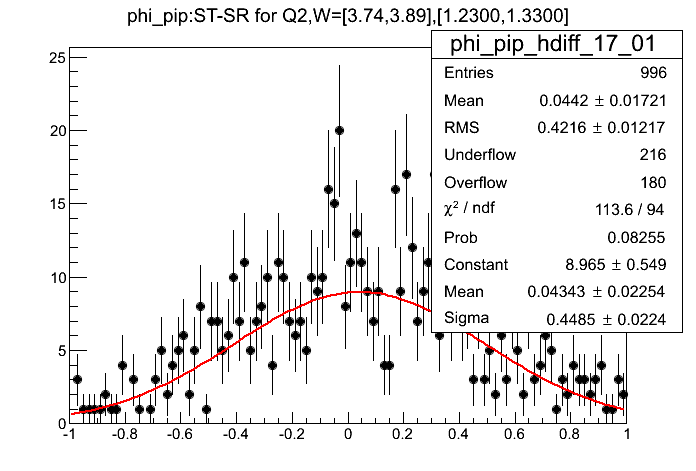 phi_pip:ST-SR for Q2,W=[3.74,3.89],[1.2300,1.3300]
phi_pip_hdiff_17_01
Entries 996
Mean 0.0442 ± 0.01721
RMS 0.4216 ± 0.01217
Underflow 216
Overflow 180
χ² / ndf 113.6 / 94
Prob 0.08255
Constant 8.965 ± 0.549
Mean 0.04343 ± 0.02254
Sigma 0.4485 ± 0.0224
25
20
15
10
5
0
-1 -0.8 -0.6 -0.4 -0.2 0 0.2 0.4 0.6 0.8 1